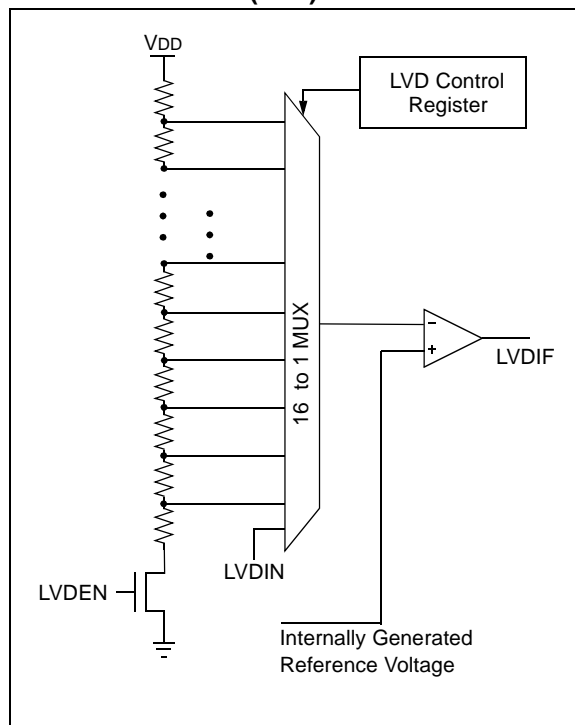 VDD
LVD Control
Register
16 to 1 MUX
−
+
LVDIF
LVDIN
LVDEN
Internally Generated
Reference Voltage